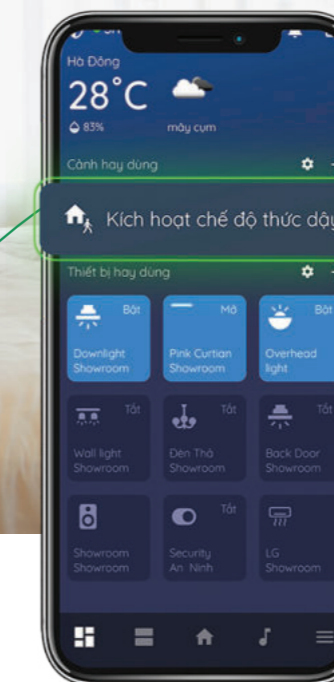 Hà Đông
28°C
83%
mây cụm
Cảnh hay dùng
Kích hoạt chế độ thức dậy
Thiết bị hay dùng
Bật
Downlight
Showroom
Mở
Pink Curtian
Showroom
Bật
Overhead
light
Tắt
Wall light
Showroom
Tắt
Đèn Thả
Showroom
Tắt
Back Door
Showroom
Showroom
Showroom
Tắt
Security
An Ninh
LG
Showroom